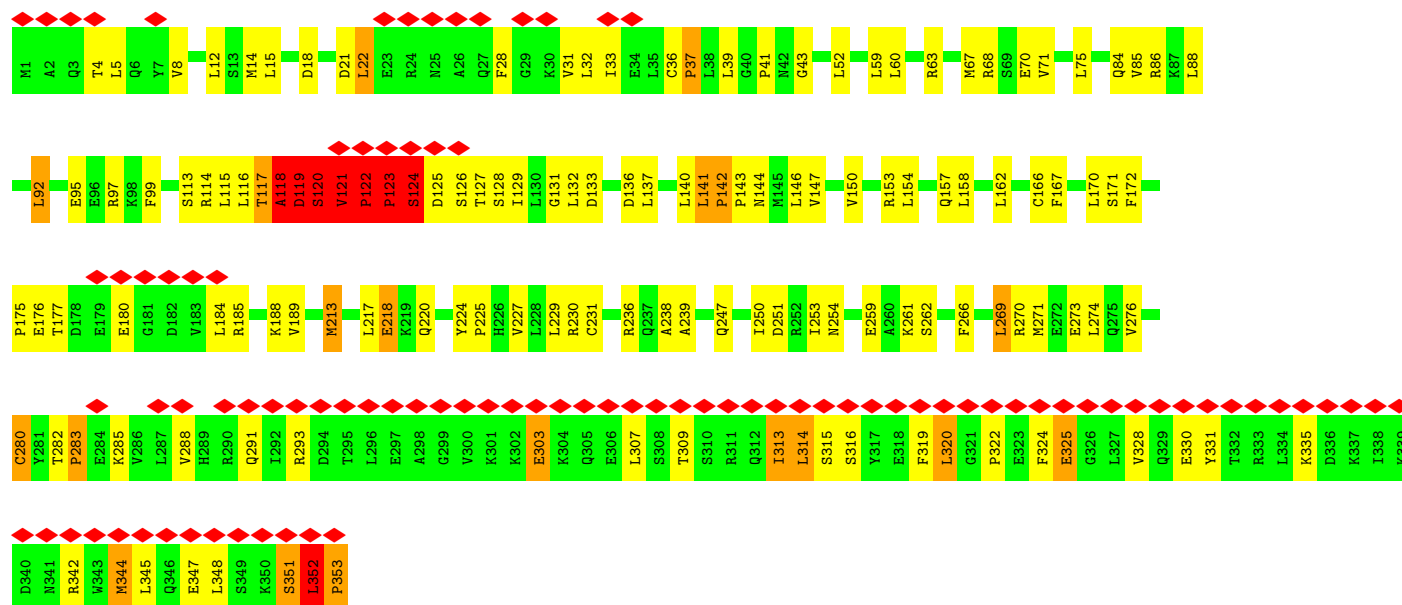 M1 A2 Q3 T4 L5 Q6 Y7 V8 L12 S13 M14 L15 D18 D21 L22 E23 R24 N25 A26 Q27 F28 G29 K30 V31 L32 I33 E34 L35 C36 P37 L38 L39 G40 P41 N42 G43 L52 L59 L60 R63 M67 R68 S69 E70 V71 L75 Q84 V85 R86 K87 L88
L92 E95 E96 R97 K98 F99 S113 R114 L115 L116 T117 A118 D119 S120 V121 P122 P123 S124 D125 S126 T127 S128 I129 L130 G131 L132 D133 D136 L137 L140 L141 P142 P143 N144 M145 L146 V147 V150 R153 L154 Q157 L158 L162 C166 F167 L170 S171 F172
P175 E176 T177 D178 E179 E180 G181 D182 V183 L184 R185 K188 V189 M213 L217 E218 K219 Q220 V224 P225 H226 V227 L228 L229 R230 C231 R236 Q237 A238 A239 Q247 I250 D251 R252 I253 N254 E259 A260 K261 S262 F266 L269 R270 M271 E272 E273 L274 Q275 V276
C280 Y281 T282 P283 E284 K285 V286 L287 V288 H289 R290 Q291 I292 R293 D294 T295 L296 E297 A298 G299 V300 K301 K302 E303 K304 Q305 E306 L307 S308 T309 S310 R311 Q312 I313 L314 S315 S316 Y317 E318 F319 L320 G321 P322 E323 F324 E325 G326 L327 V328 Q329 E330 Y331 T332 R333 L334 K335 D336 K337 I338 K339
D340 N341 R342 W343 M344 L345 Q346 E347 L348 S349 K350 S351 L352 P353